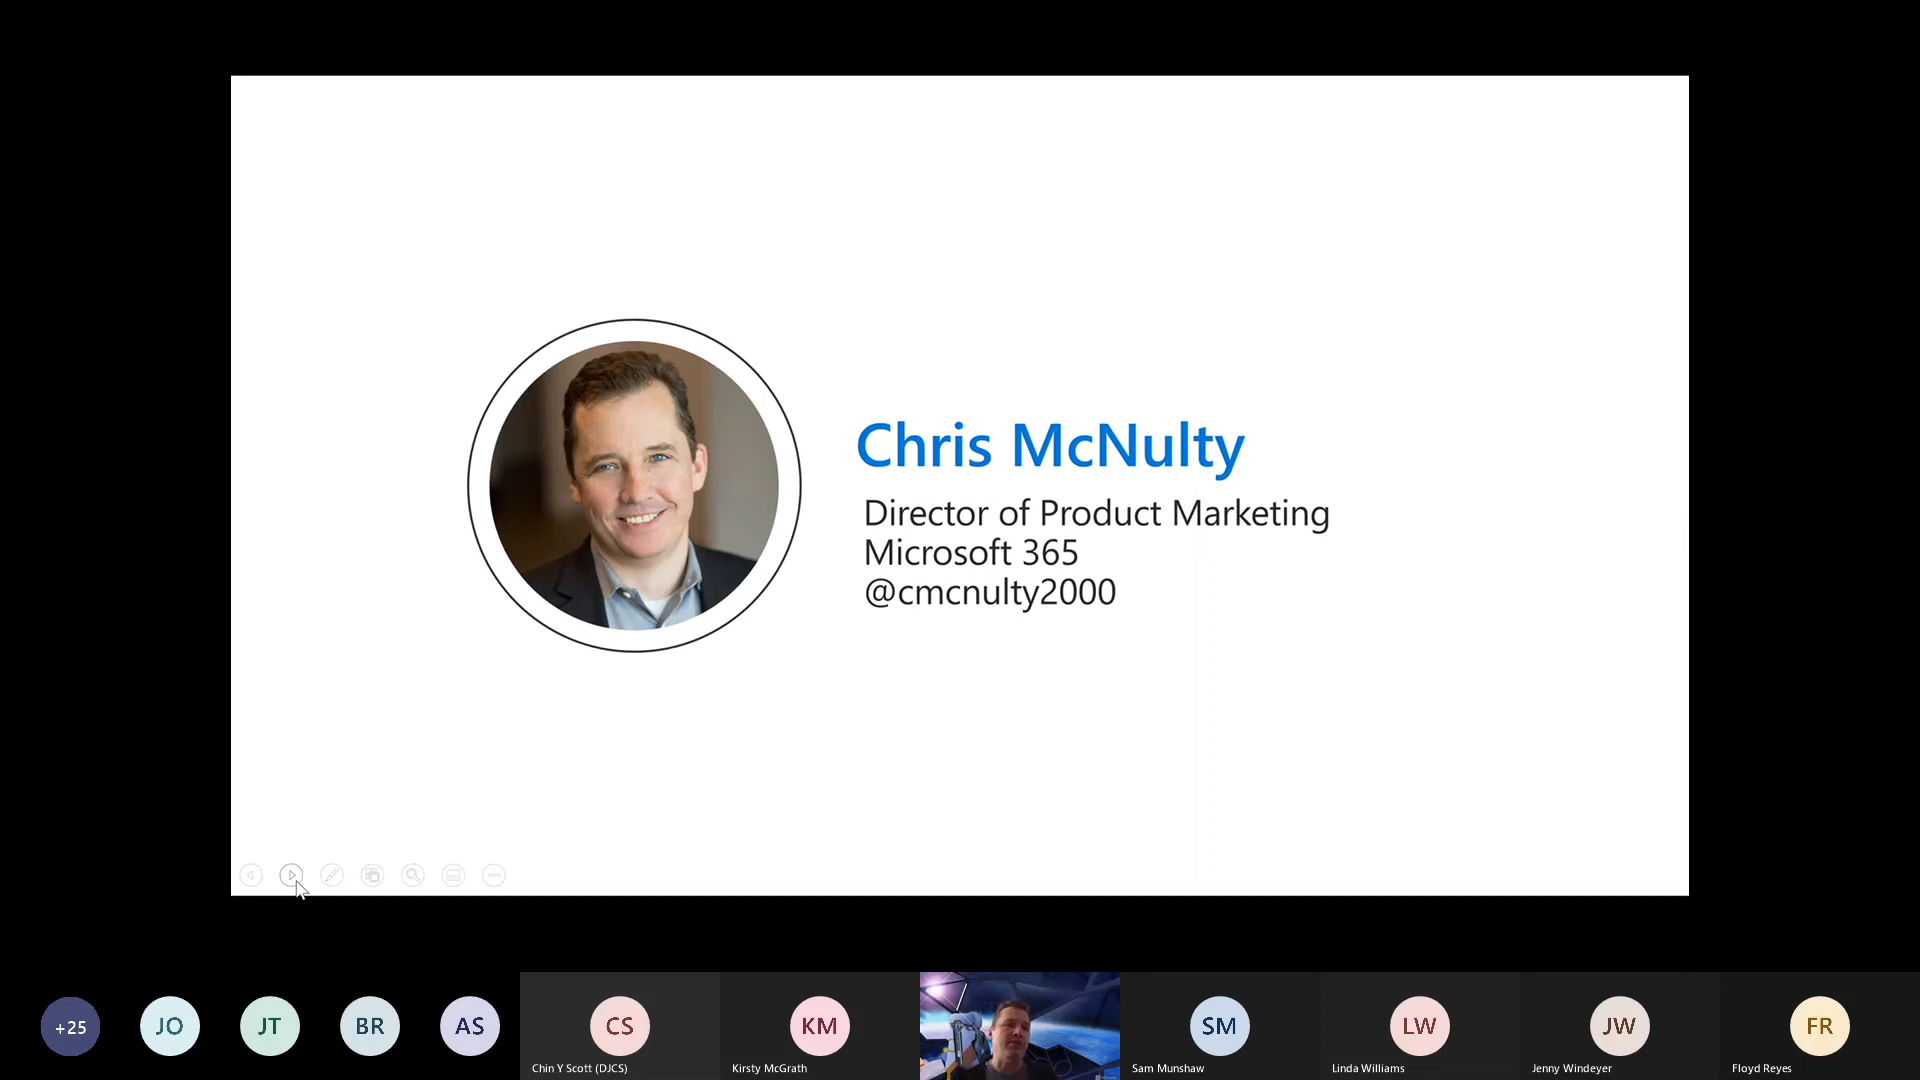 Chris McNulty
Director of Product Marketing
Microsoft 365
@cmcnulty2000
+25
JO
JT
BR
AS
CS
KM
SM
LW
JW
FR
Chin Y Scott (DJCS)
Kirsty McGrath
Sam Munshaw
Linda Williams
Jenny Windeyer
Floyd Reyes